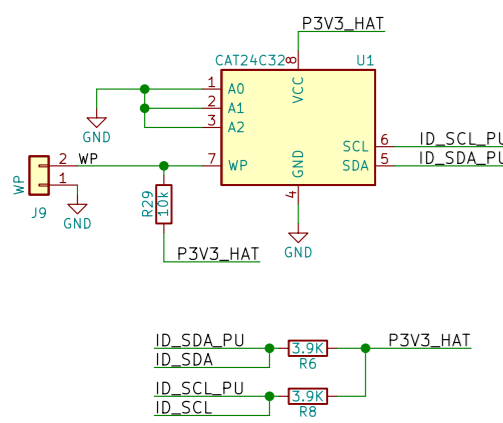 P3V3_HAT
CAT24C32
U1
8
VCC
1
A0
2
A1
3
A2
GND
SCL
6
ID_SCL_PU
SDA
5
ID_SDA_PU
2
WP
7
WP
GND
4
WP
1
J9
GND
R29
10k
P3V3_HAT
GND
ID_SDA_PU
3.9K
P3V3_HAT
ID_SDA
R6
ID_SCL_PU
3.9K
ID_SCL
R8